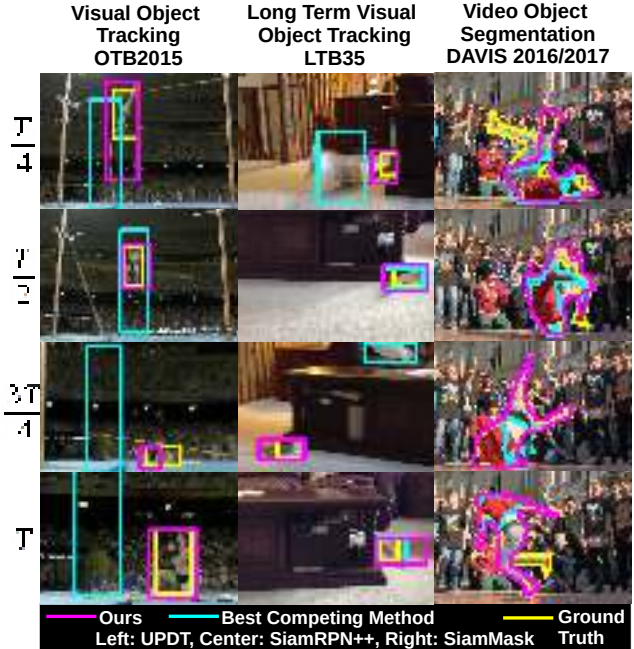 Visual Object
Tracking
OTB2015
Long Term Visual
Object Tracking
LTB35
Video Object
Segmentation
DAVIS 2016/2017
T
4
T
2
3T
4
T
Ours
Best Competing Method
Ground
Truth
Left: UPDT, Center: SiamRPN++, Right: SiamMask